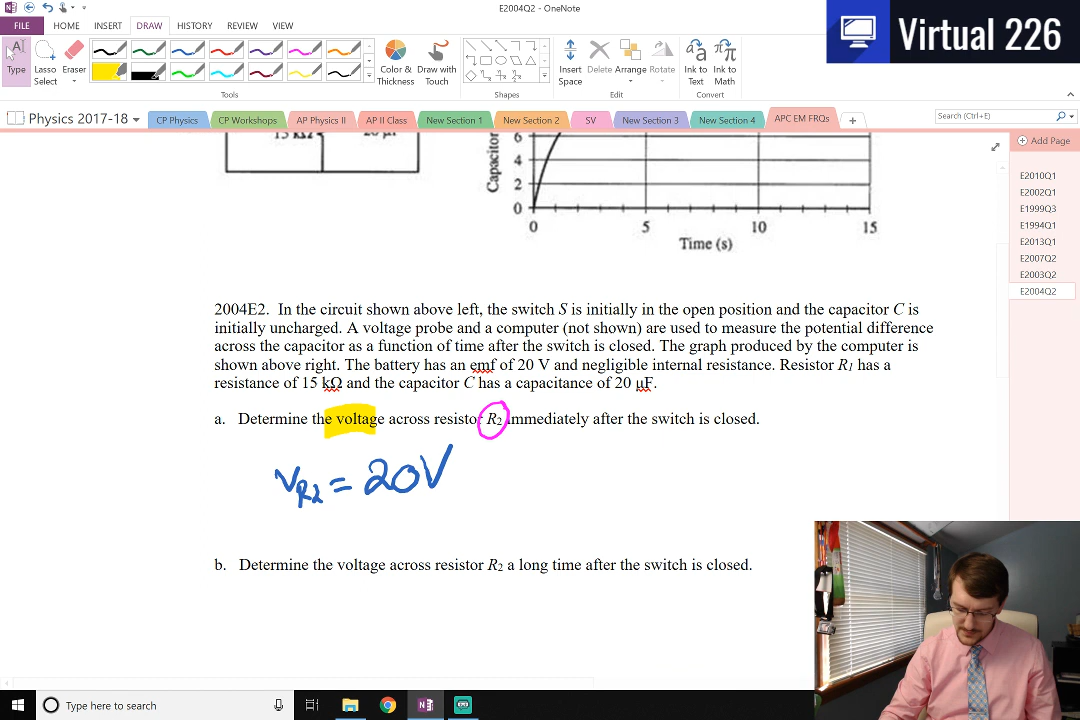 E2004Q2 - OneNote
FILE HOME INSERT DRAW HISTORY REVIEW VIEW
Virtual 226
Type
Lasso Select
Eraser
Color & Thickness
Draw with Touch
Insert Space
Delete
Arrange
Rotate
Ink to Text
Ink to Math
Tools
Shapes
Edit
Convert
Physics 2017-18
CP Physics
CP Workshops
AP Physics II
AP II Class
New Section 1
New Section 2
SV
New Section 3
New Section 4
APC EM FRQs
Search (Ctrl+E)
Add Page
E2010Q1
E2002Q1
E1999Q3
E1994Q1
E2013Q1
E2007Q2
E2003Q2
E2004Q2
Capacitor
6
4
2
0
0 5 10 15
Time (s)
2004E2. In the circuit shown above left, the switch S is initially in the open position and the capacitor C is
initially uncharged. A voltage probe and a computer (not shown) are used to measure the potential difference
across the capacitor as a function of time after the switch is closed. The graph produced by the computer is
shown above right. The battery has an emf of 20 V and negligible internal resistance. Resistor R1 has a
resistance of 15 kΩ and the capacitor C has a capacitance of 20 μF.
a. Determine the voltage across resistor R2 immediately after the switch is closed.
VR2 = 20V
b. Determine the voltage across resistor R2 a long time after the switch is closed.
Type here to search